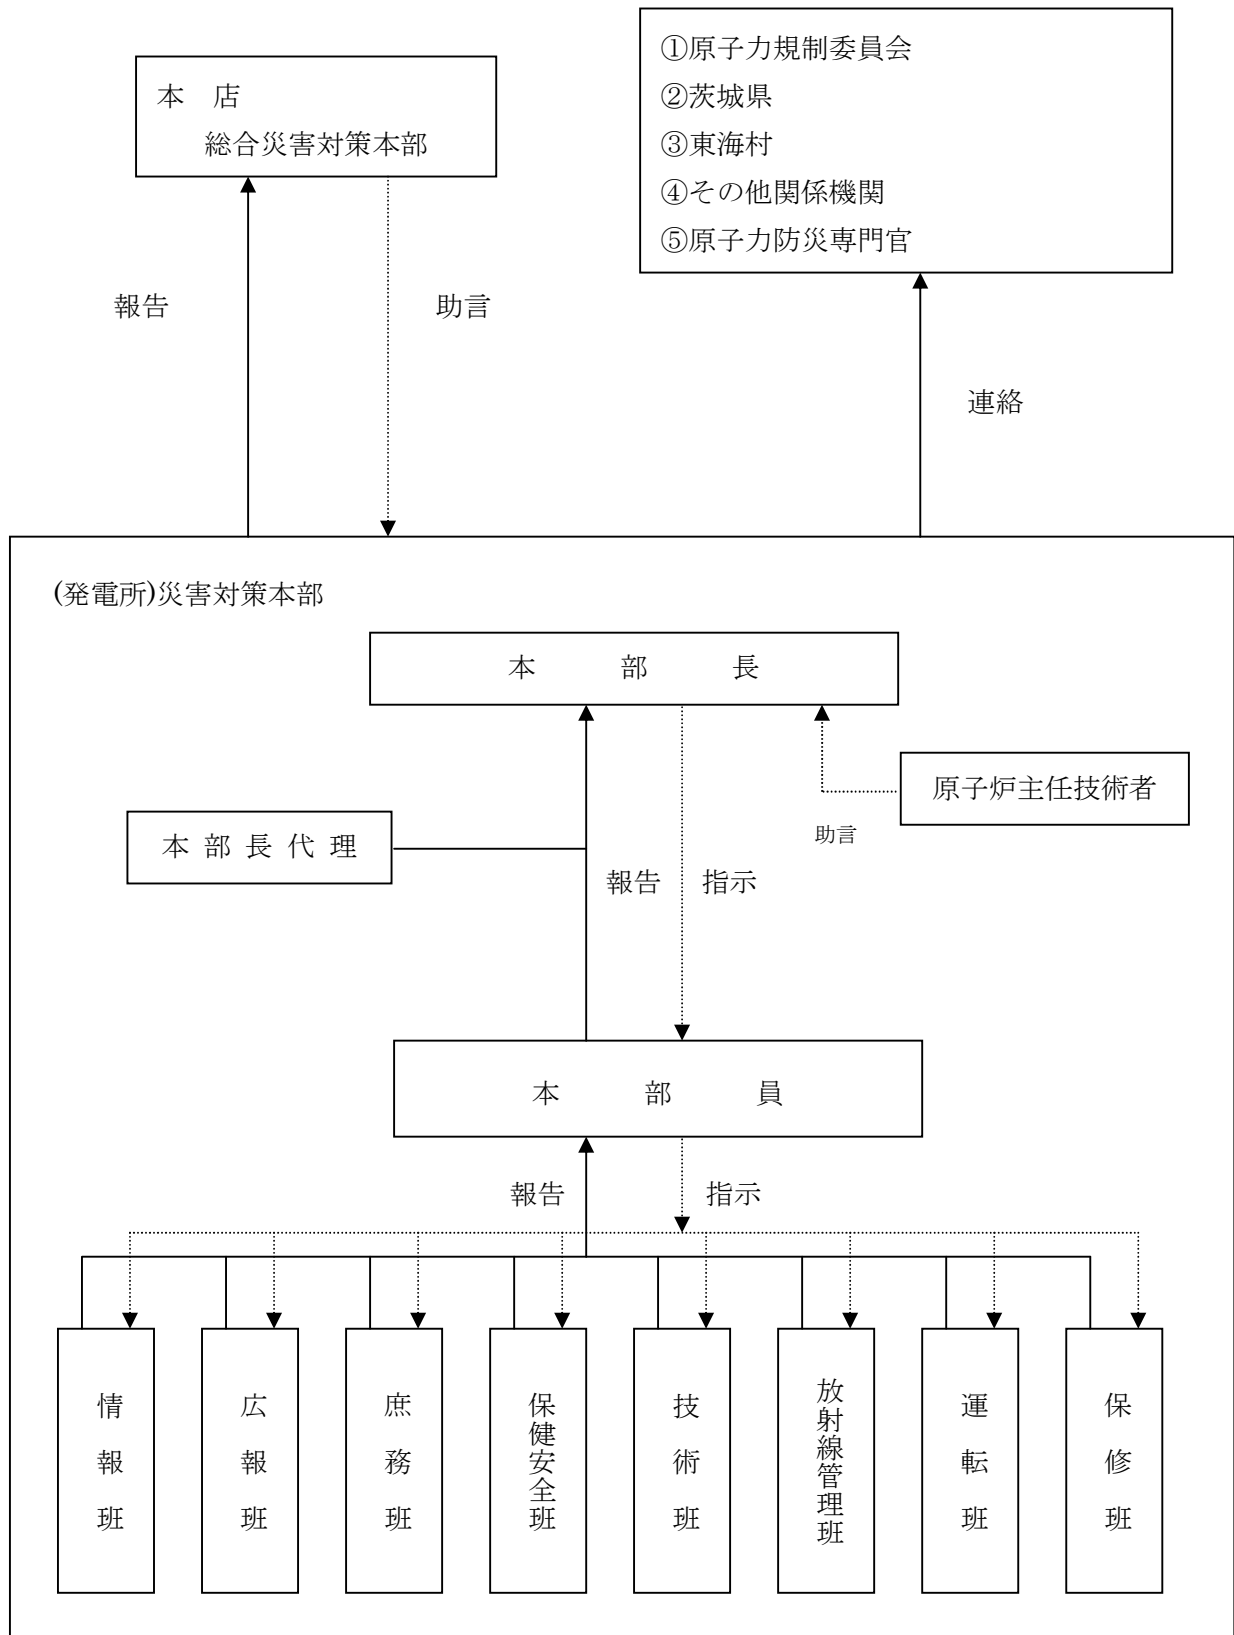 本　店
総合災害対策本部
①原子力規制委員会
②茨城県
③東海村
④その他関係機関
⑤原子力防災専門官
報告
助言
連絡
(発電所)災害対策本部
本　部　長
原子炉主任技術者
助言
本部長代理
報告
指示
本　部　員
報告
指示
情報班
広報班
庶務班
保健安全班
技術班
放射線管理班
運転班
保修班